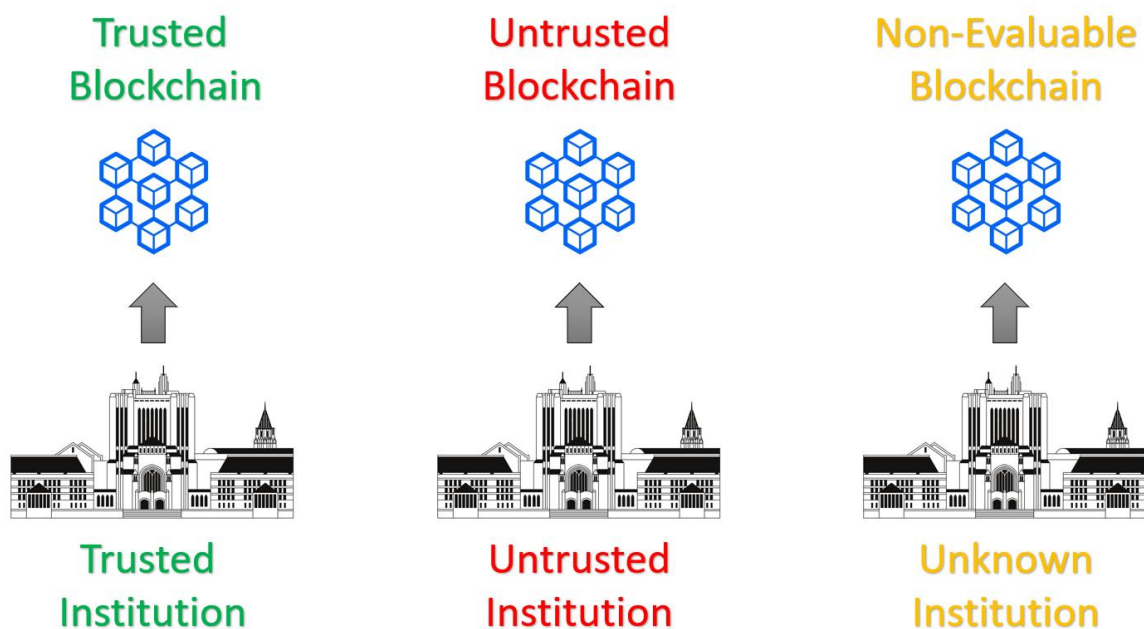 Trusted
Blockchain
Untrusted
Blockchain
Non-Evaluable
Blockchain
Trusted
Institution
Untrusted
Institution
Unknown
Institution